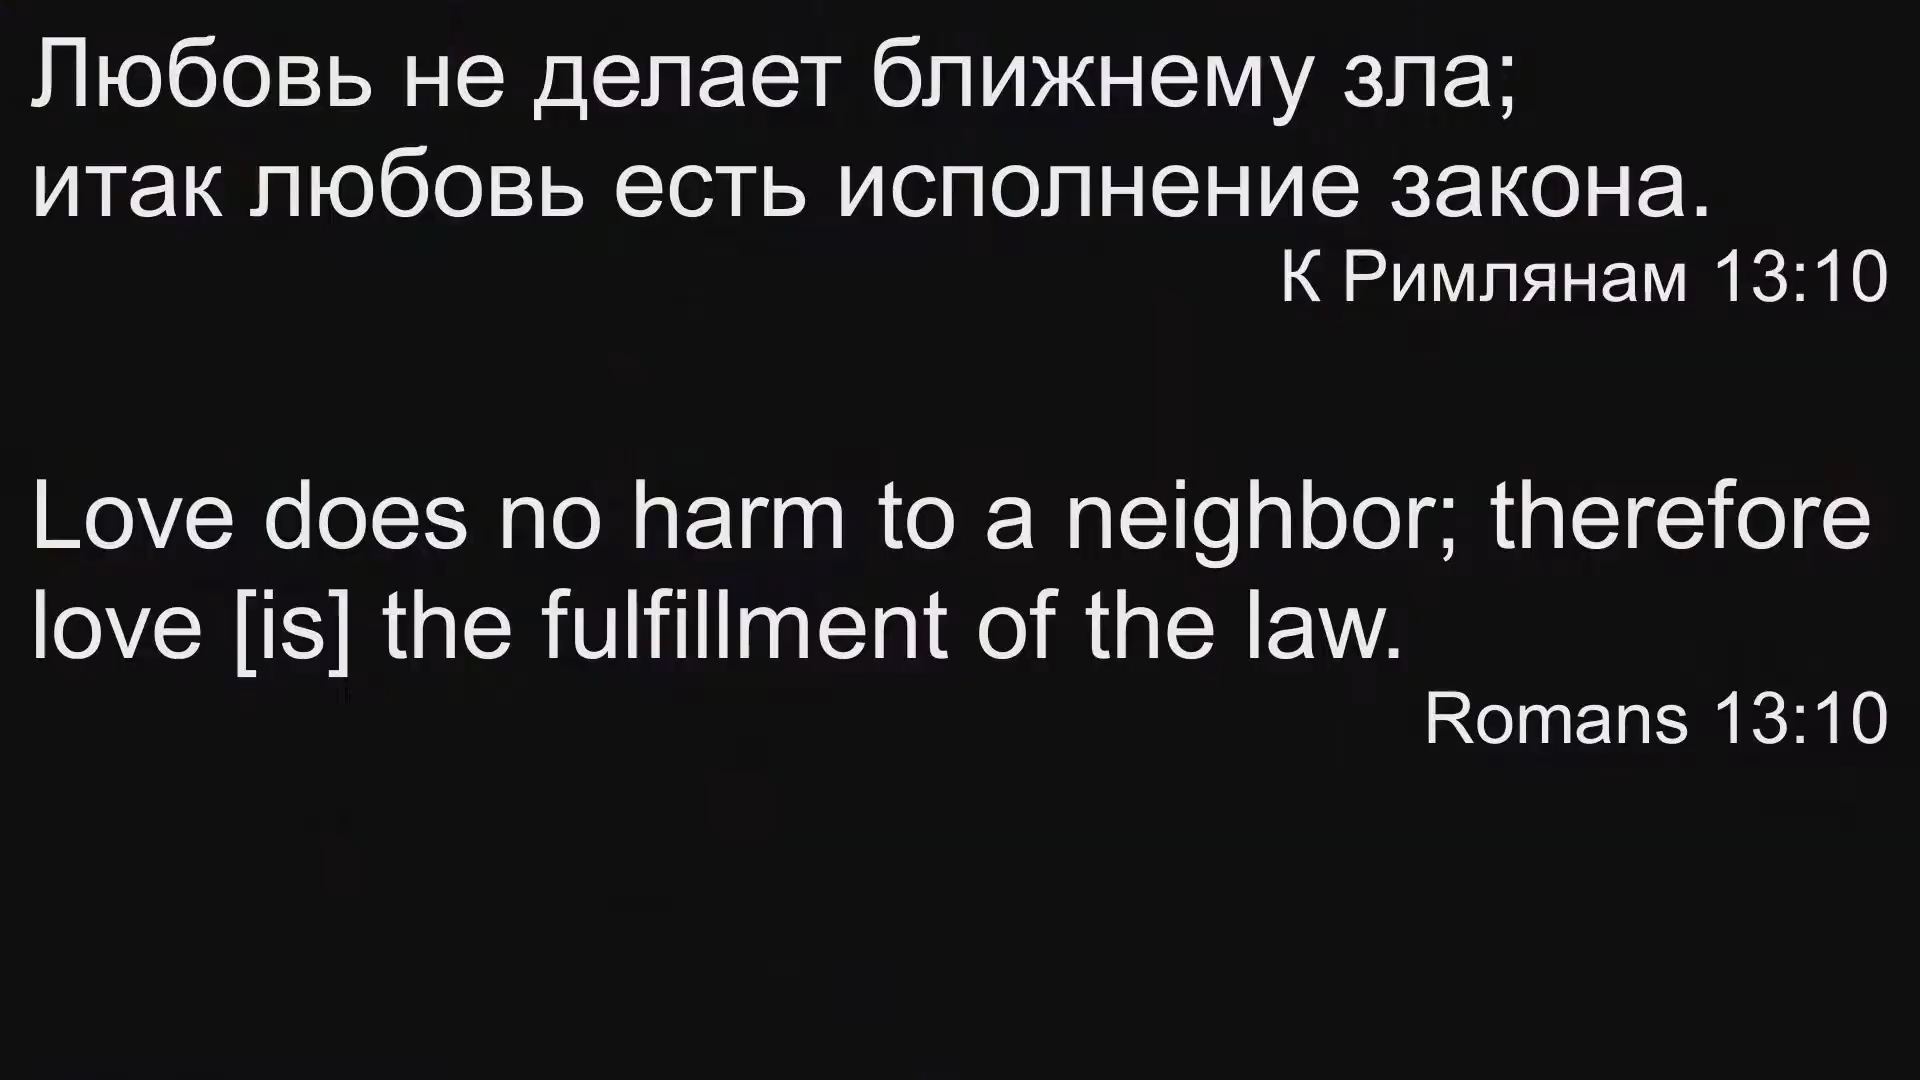 Любовь не делает ближнему зла;
итак любовь есть исполнение закона.
К Римлянам 13:10
Love does no harm to a neighbor; therefore
love [is] the fulfillment of the law.
Romans 13:10